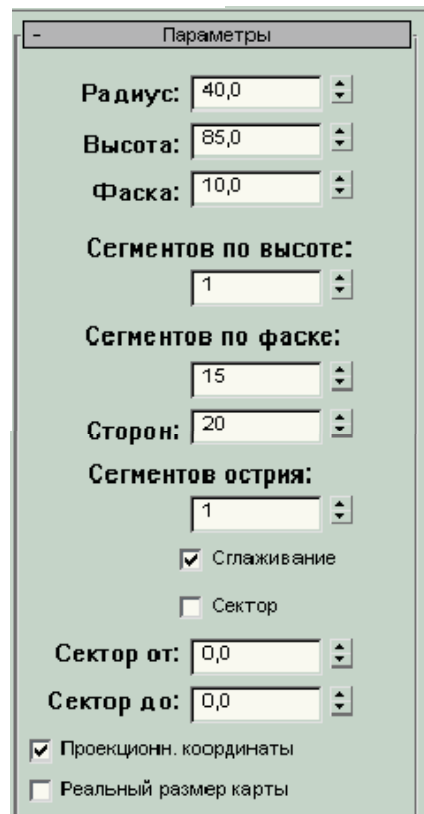 - Параметры
Радиус: 40,0
Высота: 85,0
Фаска: 10,0
Сегментов по высоте:
1
Сегментов по фаске:
15
Сторон: 20
Сегментов острия:
1
Сглаживание
Сектор
Сектор от: 0,0
Сектор до: 0,0
Проекционн. координаты
Реальный размер карты